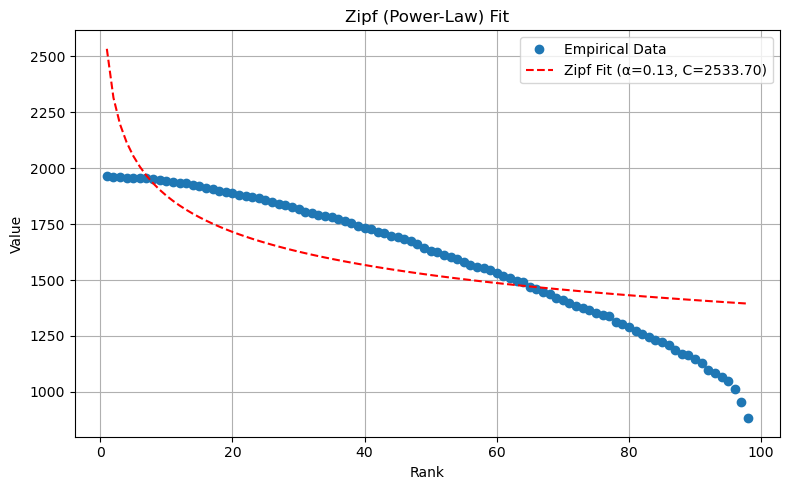 Zipf (Power-Law) Fit
Empirical Data
Zipf Fit (α=0.13, C=2533.70)
Value
2500
2250
2000
1750
1500
1250
1000
0 20 40 60 80 100
Rank